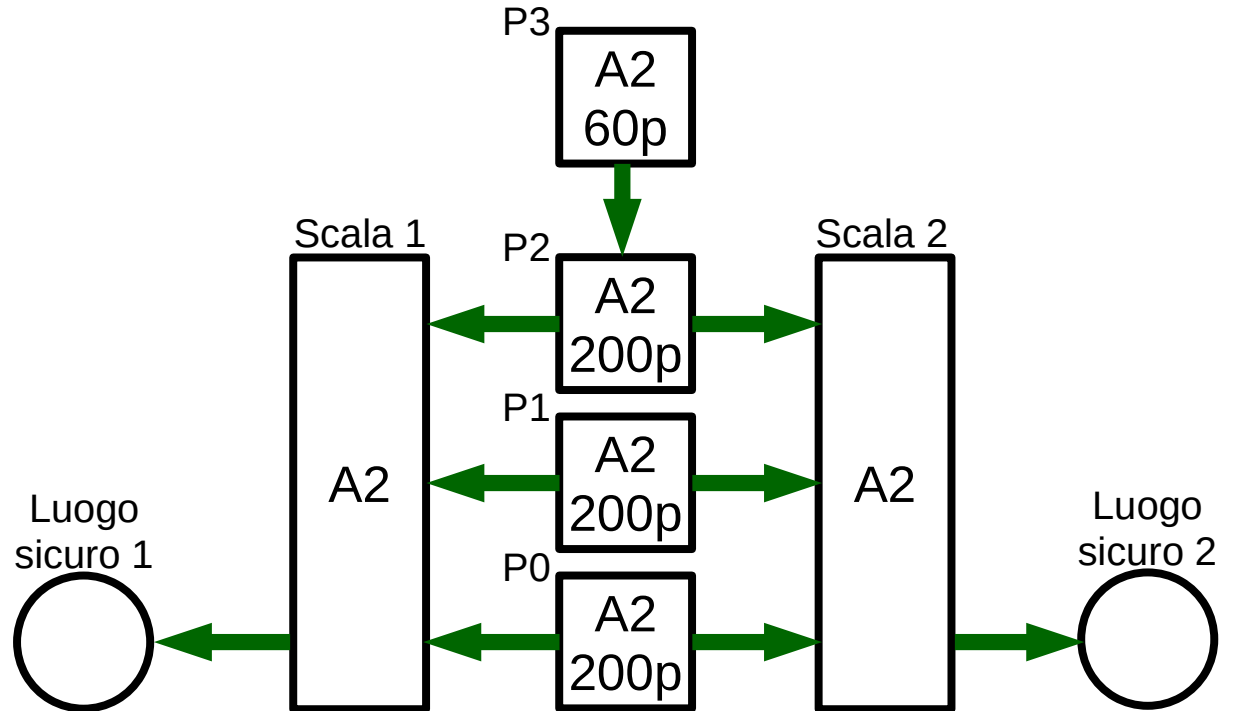 P3
A2
60p
Scala 1
P2
Scala 2
A2
200p
P1
A2
200p
A2
A2
Luogo
sicuro 1
Luogo
sicuro 2
P0
A2
200p